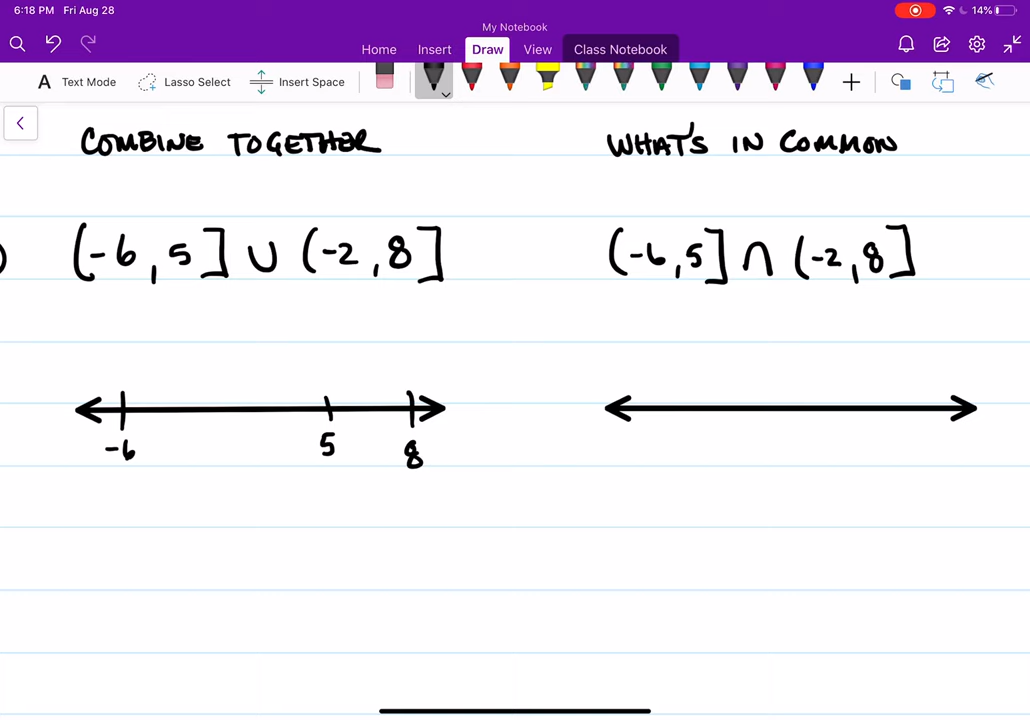 6:18 PM Fri Aug 28 14%
My Notebook
Home Insert Draw View Class Notebook
A Text Mode Lasso Select Insert Space
COMBINE TOGETHER WHAT'S IN COMMON
) (-6, 5] ∪ (-2, 8] (-6, 5] ∩ (-2, 8]
-6 5 8